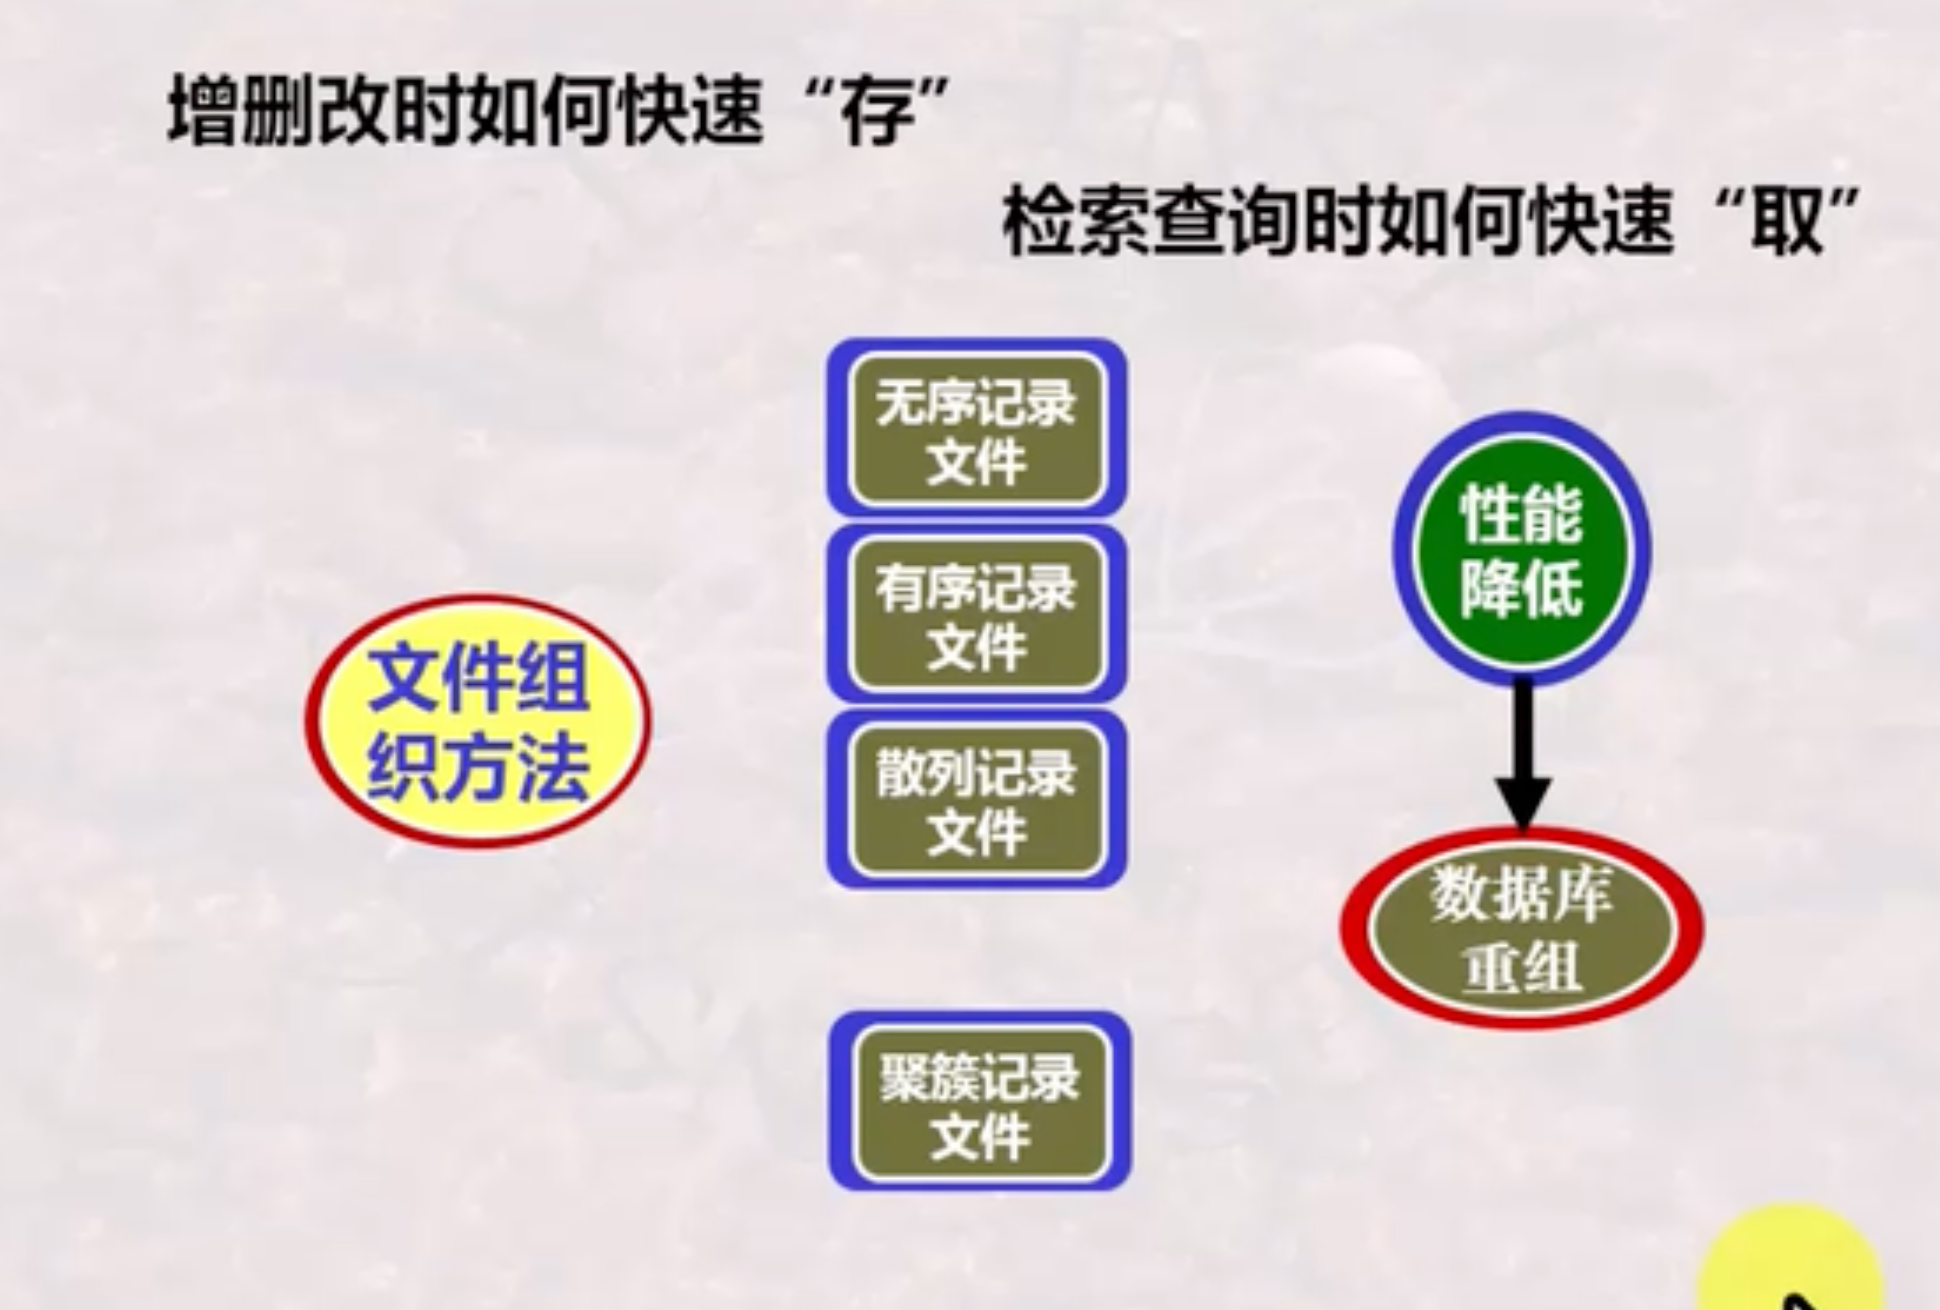 增删改时如何快速“存”
检索查询时如何快速“取”
无序记录
文件
有序记录
文件
散列记录
文件
聚簇记录
文件
文件组
织方法
性能
降低
数据库
重组